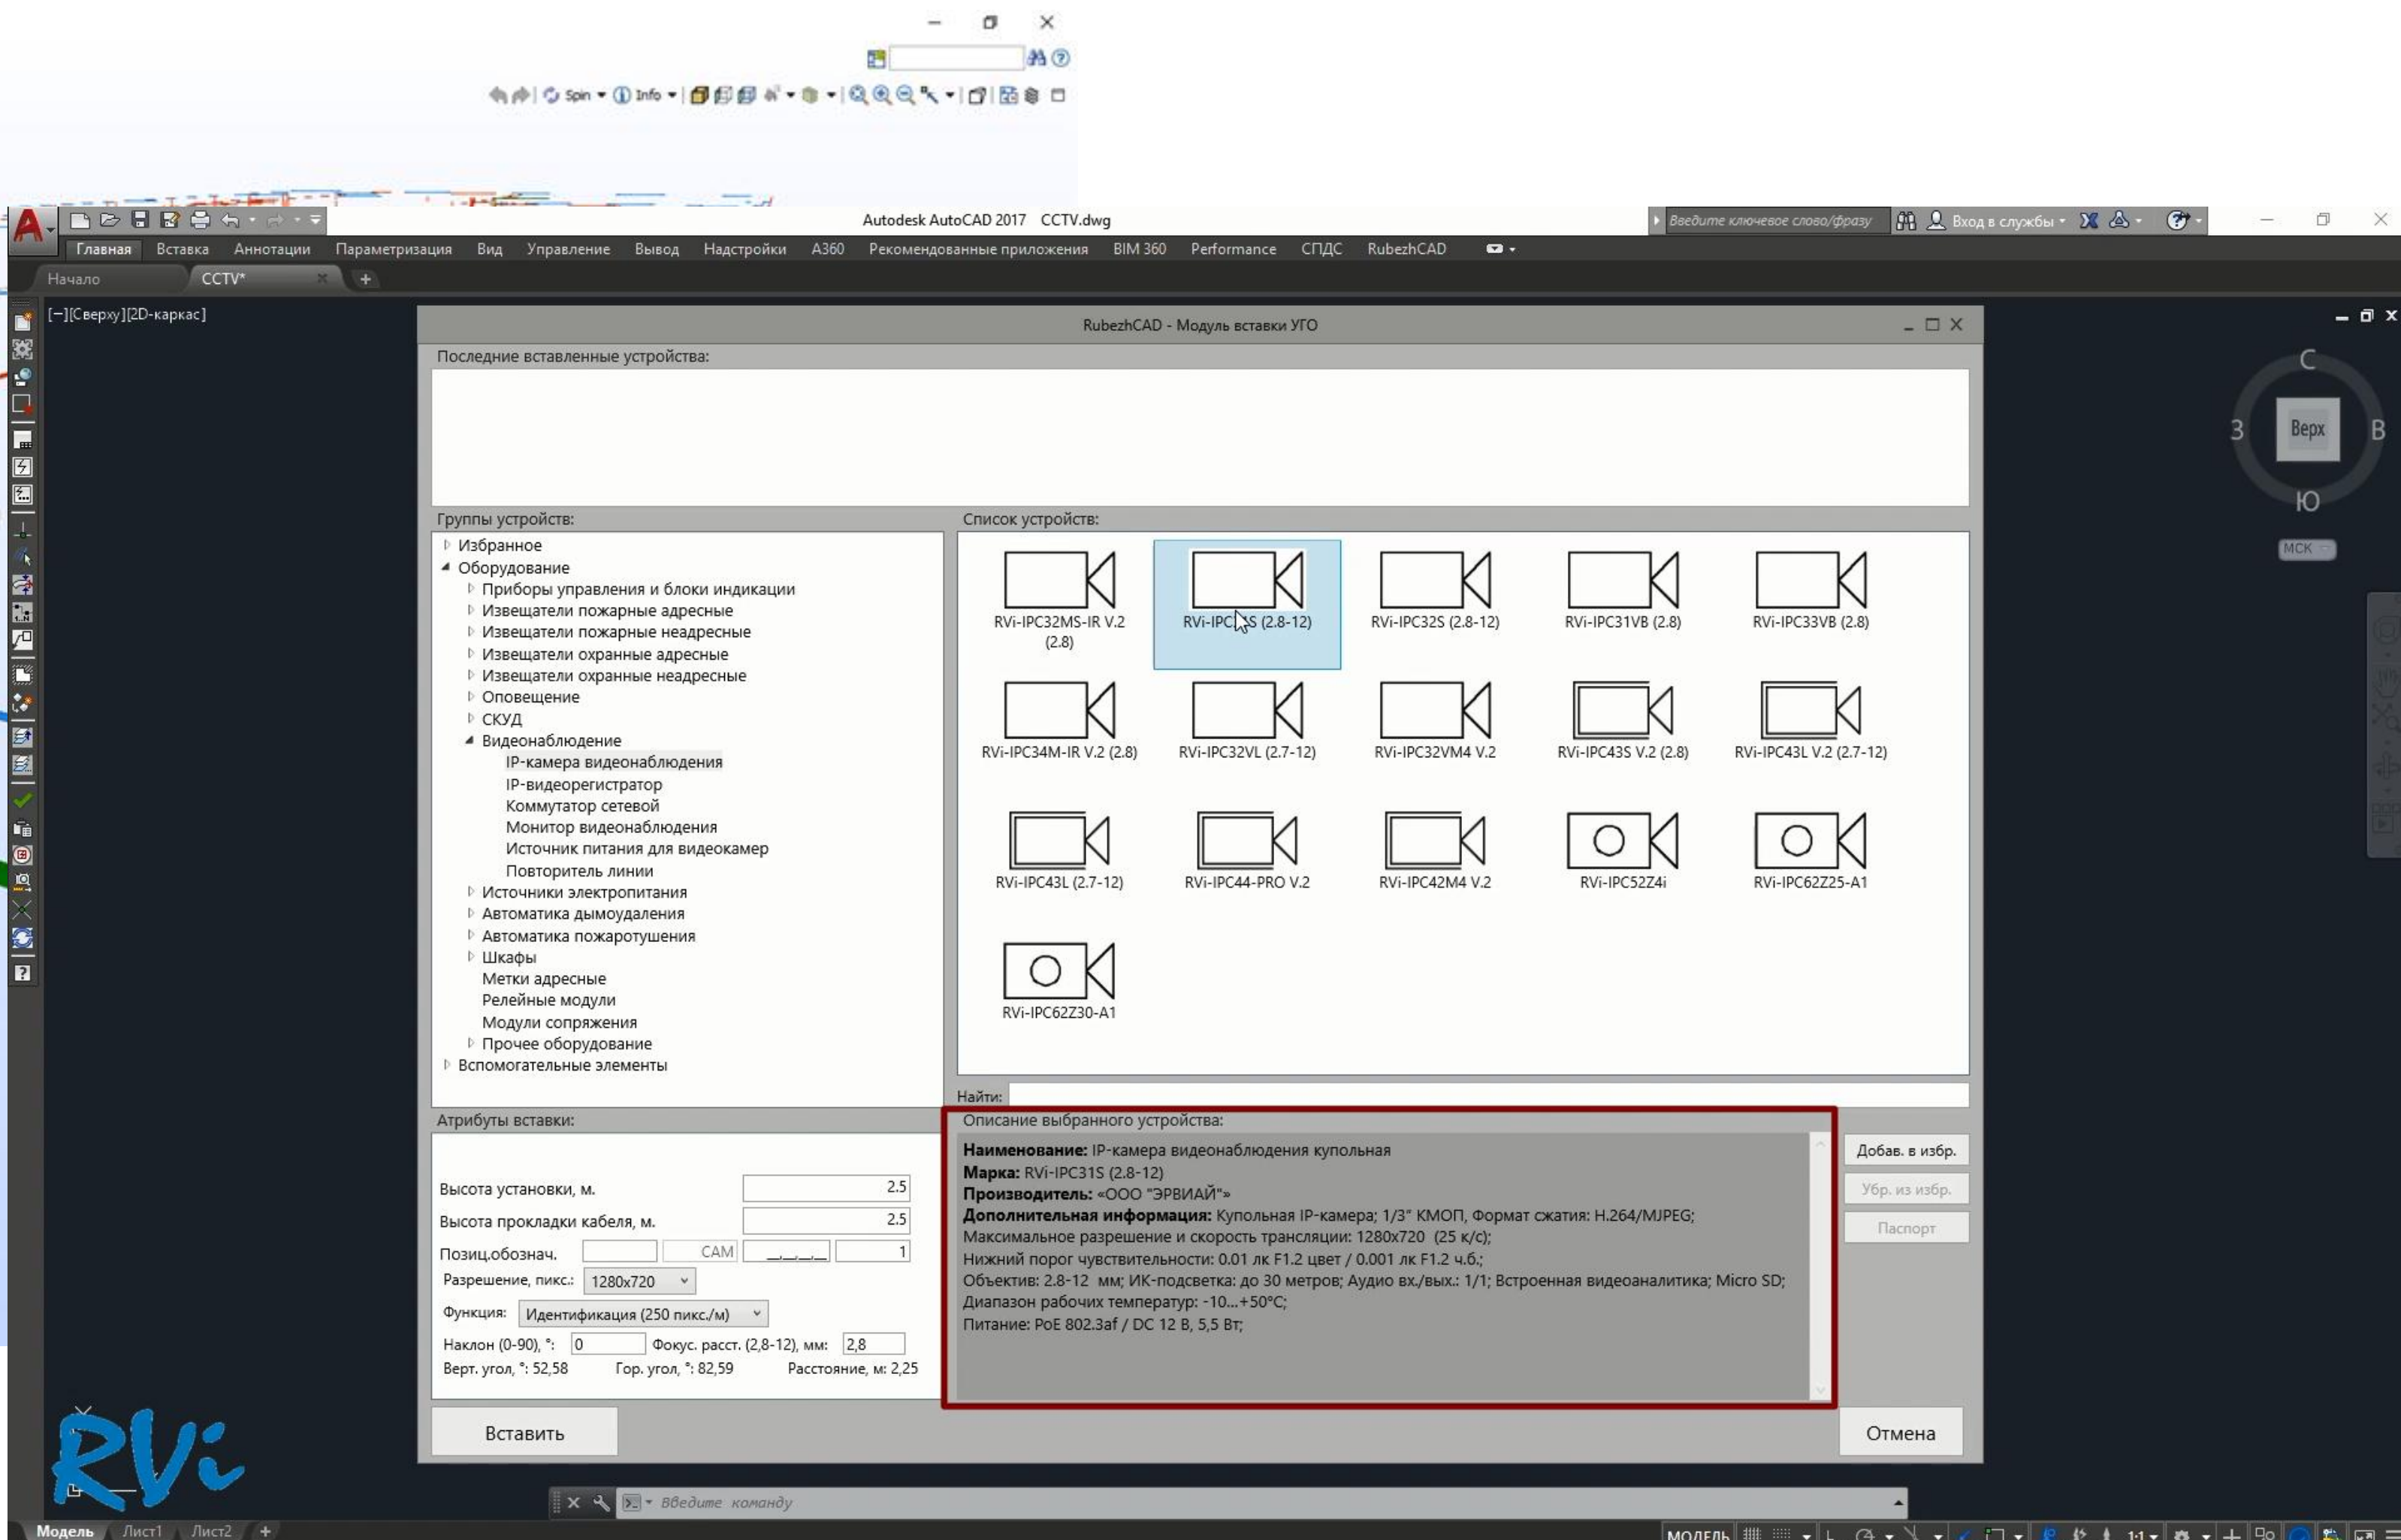 Spin
Info
Autodesk AutoCAD 2017 CCTV.dwg
Введите ключевое слово/фразу
Вход в службы
Главная Вставка Аннотации Параметризация Вид Управление Вывод Надстройки A360 Рекомендованные приложения BIM 360 Performance СПДС RubezhCAD
Начало
CCTV*
[−][Сверху][2D-каркас]
RubezhCAD - Модуль вставки УГО
Последние вставленные устройства:
С
З
Верх
В
Ю
МСК
Группы устройств:
Избранное
Оборудование
Приборы управления и блоки индикации
Извещатели пожарные адресные
Извещатели пожарные неадресные
Извещатели охранные адресные
Извещатели охранные неадресные
Оповещение
СКУД
Видеонаблюдение
IP-камера видеонаблюдения
IP-видеорегистратор
Коммутатор сетевой
Монитор видеонаблюдения
Источник питания для видеокамер
Повторитель линии
Источники электропитания
Автоматика дымоудаления
Автоматика пожаротушения
Шкафы
Метки адресные
Релейные модули
Модули сопряжения
Прочее оборудование
Вспомогательные элементы
Список устройств:
RVi-IPC32MS-IR V.2
(2.8)
(2.8-12)
RVi-IPC32S (2.8-12)
RVi-IPC31VB (2.8)
RVi-IPC33VB (2.8)
RVi-IPC34M-IR V.2 (2.8)
RVi-IPC32VL (2.7-12)
RVi-IPC32VM4 V.2
RVi-IPC43S V.2 (2.8)
RVi-IPC43L V.2 (2.7-12)
RVi-IPC43L (2.7-12)
RVi-IPC44-PRO V.2
RVi-IPC42M4 V.2
RVi-IPC52Z4i
RVi-IPC62Z25-A1
RVi-IPC62Z30-A1
Найти:
Атрибуты вставки:
Высота установки, м. 2.5
Высота прокладки кабеля, м. 2.5
Позиц.обознач. CAM __,__,__,__ 1
Разрешение, пикс.: 1280x720
Функция: Идентификация (250 пикс./м)
Наклон (0-90), °: 0 Фокус. расст. (2,8-12), мм: 2,8
Верт. угол, °: 52,58 Гор. угол, °: 82,59 Расстояние, м: 2,25
Описание выбранного устройства:
Наименование: IP-камера видеонаблюдения купольная
Марка: RVi-IPC31S (2.8-12)
Производитель: «ООО "ЭРВИАЙ"»
Дополнительная информация: Купольная IP-камера; 1/3" КМОП, Формат сжатия: H.264/MJPEG;
Максимальное разрешение и скорость трансляции: 1280x720 (25 к/с);
Нижний порог чувствительности: 0.01 лк F1.2 цвет / 0.001 лк F1.2 ч.б.;
Объектив: 2.8-12 мм; ИК-подсветка: до 30 метров; Аудио вх./вых.: 1/1; Встроенная видеоаналитика; Micro SD;
Диапазон рабочих температур: -10...+50°C;
Питание: PoE 802.3af / DC 12 В, 5,5 Вт;
Добав. в избр.
Убр. из избр.
Паспорт
Вставить
Отмена
RVi
Введите команду
Модель Лист1 Лист2 +
МОДЕЛЬ
1:1